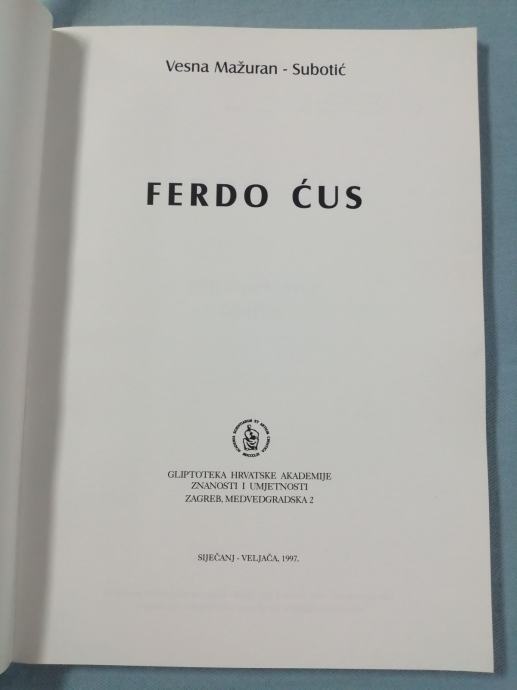 Vesna Mažuran - Subotić
FERDO ĆUS
GLIPTOTEKA HRVATSKE AKADEMIJE
ZNANOSTI I UMJETNOSTI
ZAGREB, MEDVEDGRADSKA 2
SIJEČANJ - VELJAČA, 1997.